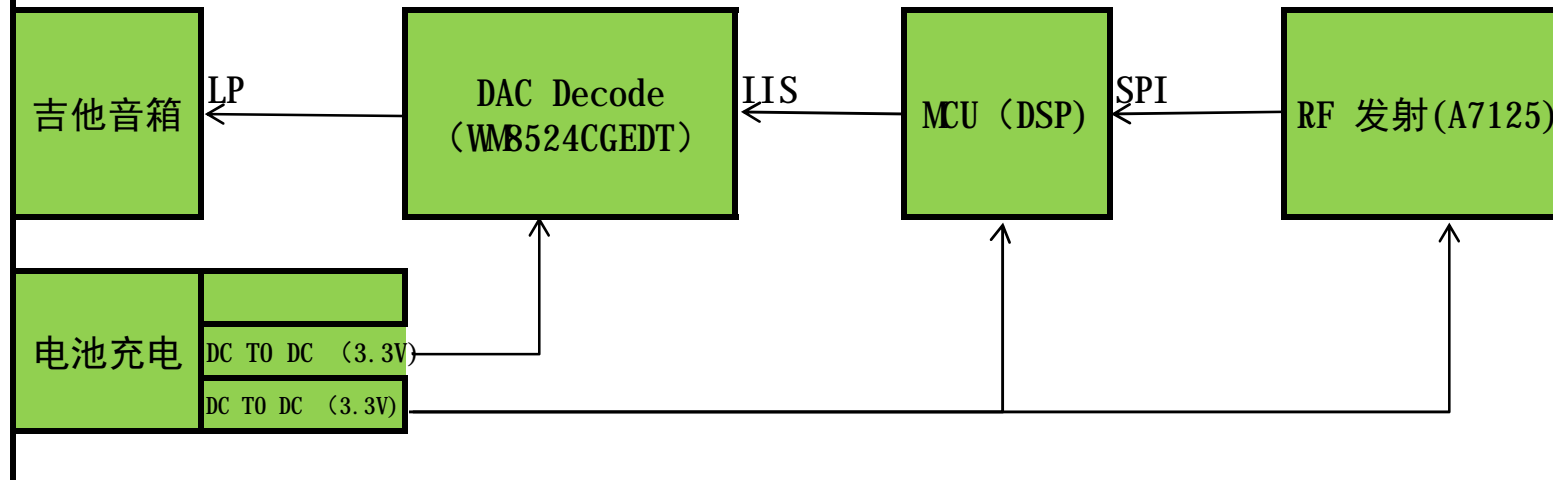 吉他音箱
LP
DAC Decode
（WM8524CGEDT）
IIS
MCU（DSP)
SPI
RF 发射(A7125)
电池充电
DC TO DC （3.3V)
DC TO DC （3.3V)